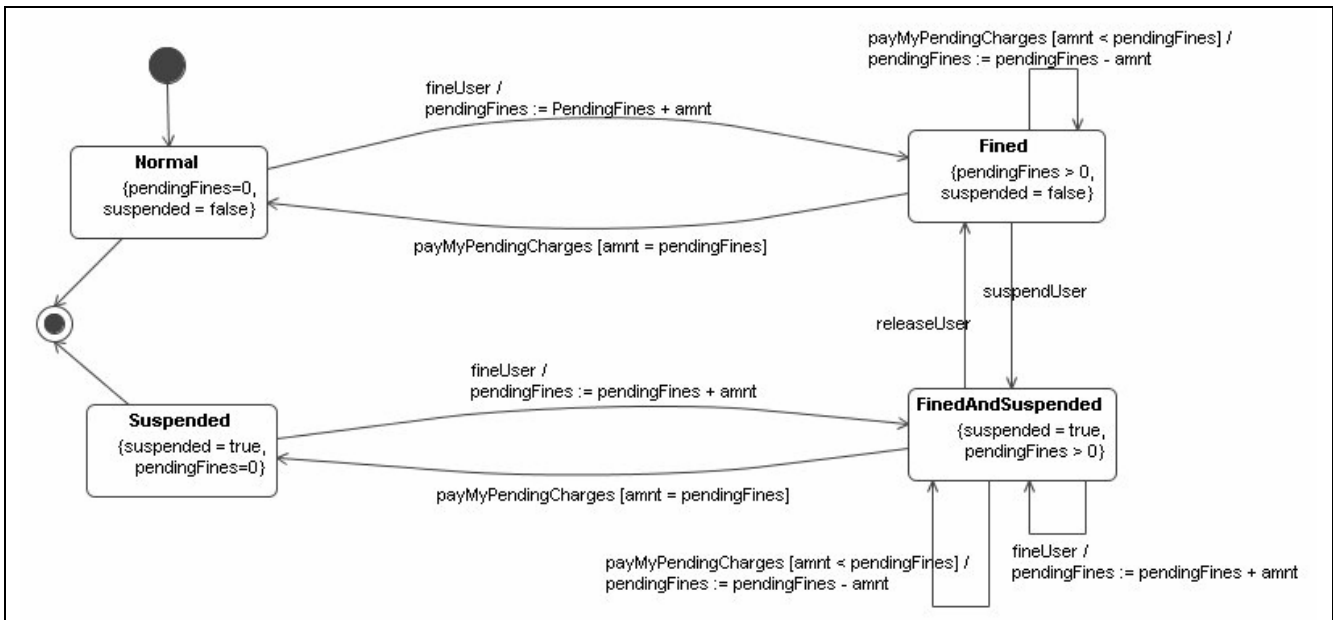 payMyPendingCharges [amnt < pendingFines] /
pendingFines := pendingFines - amnt
fineUser /
pendingFines := PendingFines + amnt
Normal
{pendingFines=0,
suspended = false}
Fined
{pendingFines > 0,
suspended = false}
payMyPendingCharges [amnt = pendingFines]
suspendUser
releaseUser
fineUser /
pendingFines := pendingFines + amnt
Suspended
{suspended = true,
pendingFines=0}
FinedAndSuspended
{suspended = true,
pendingFines > 0}
payMyPendingCharges [amnt = pendingFines]
payMyPendingCharges [amnt < pendingFines] /
pendingFines := pendingFines - amnt
fineUser /
pendingFines := pendingFines + amnt